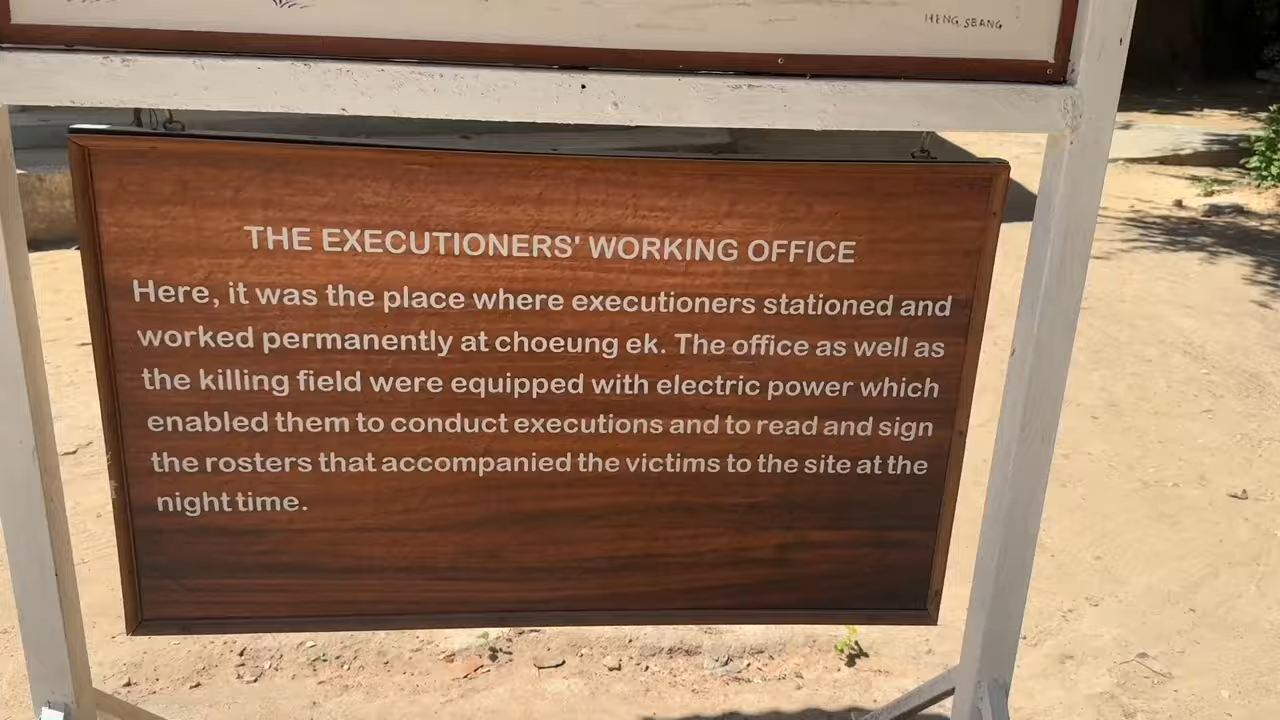 HENG SEANG
THE EXECUTIONERS' WORKING OFFICE
Here, it was the place where executioners stationed and
worked permanently at choeung ek. The office as well as
the killing field were equipped with electric power which
enabled them to conduct executions and to read and sign
the rosters that accompanied the victims to the site at the
night time.